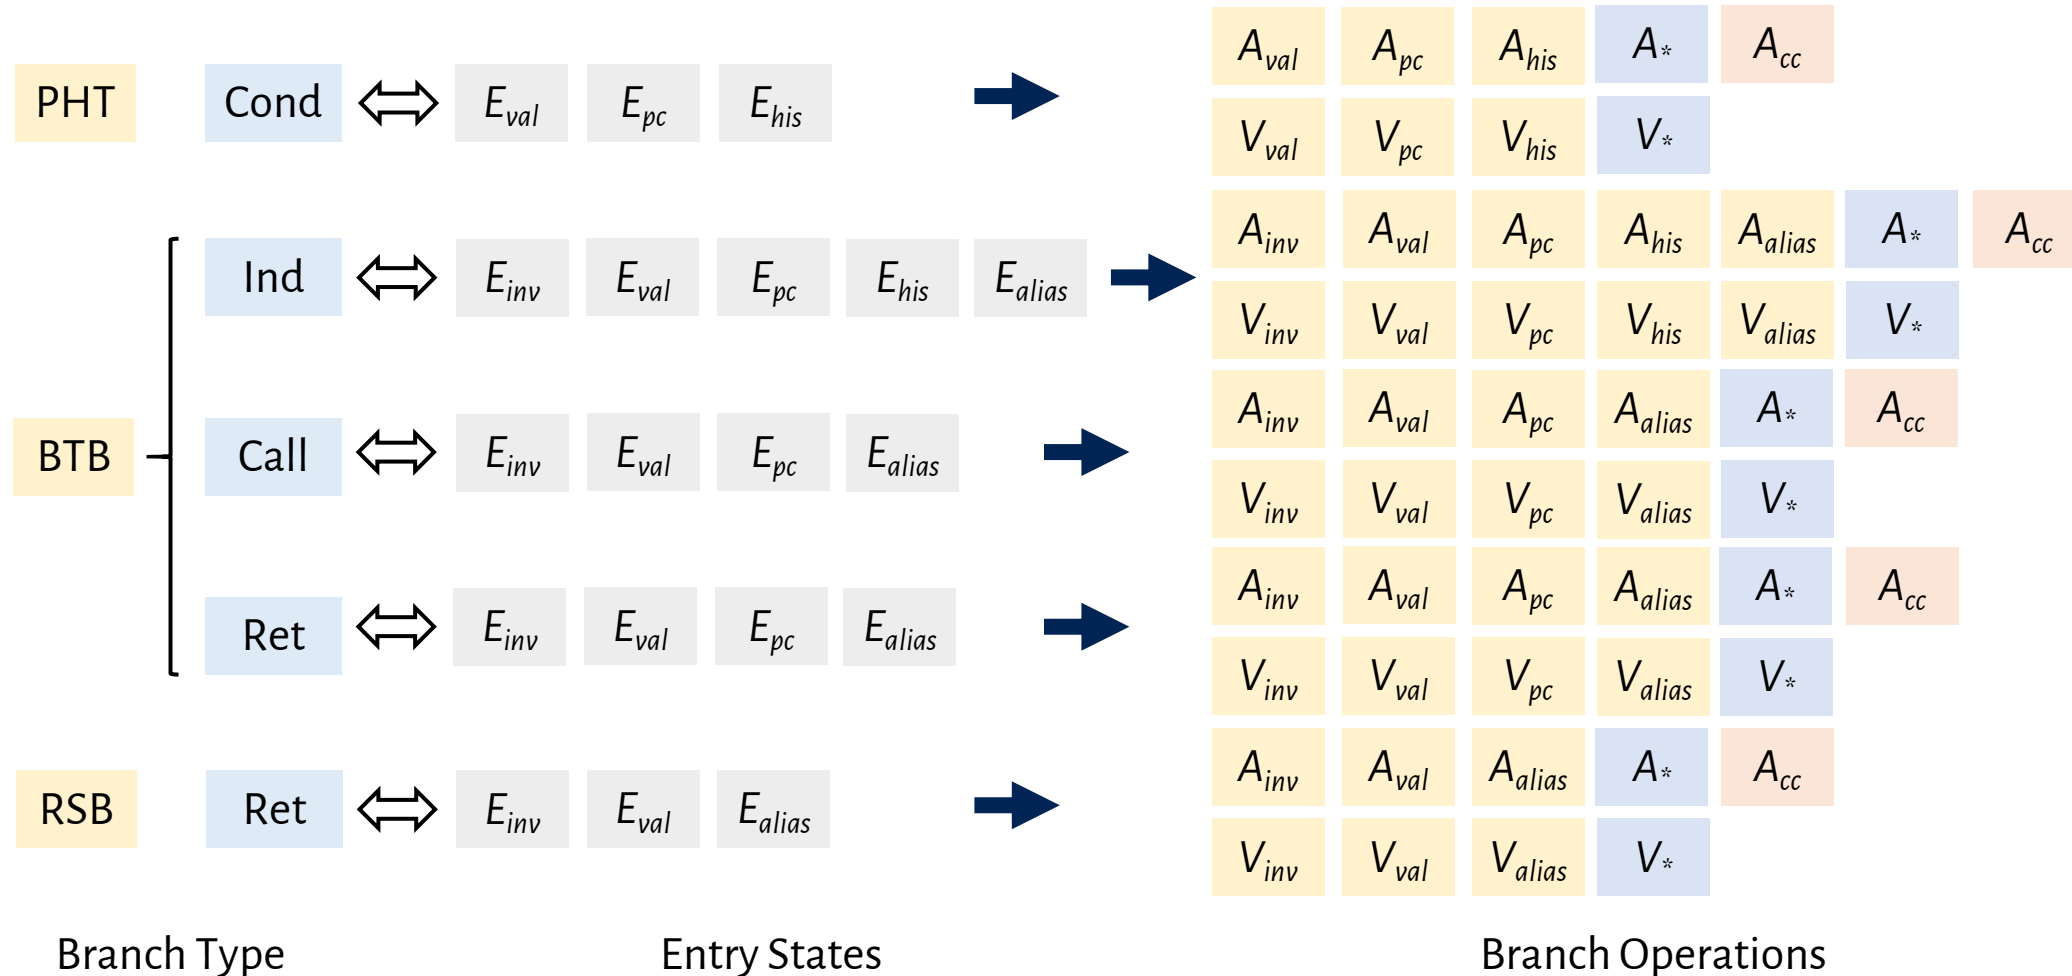 A_val A_pc A_his A_* A_cc
PHT Cond E_val E_pc E_his
V_val V_pc V_his V_*
A_inv A_val A_pc A_his A_alias A_* A_cc
Ind E_inv E_val E_pc E_his E_alias
V_inv V_val V_pc V_his V_alias V_*
A_inv A_val A_pc A_alias A_* A_cc
BTB Call E_inv E_val E_pc E_alias
V_inv V_val V_pc V_alias V_*
A_inv A_val A_pc A_alias A_* A_cc
Ret E_inv E_val E_pc E_alias
V_inv V_val V_pc V_alias V_*
A_inv A_val A_alias A_* A_cc
RSB Ret E_inv E_val E_alias
V_inv V_val V_alias V_*
Branch Type Entry States Branch Operations